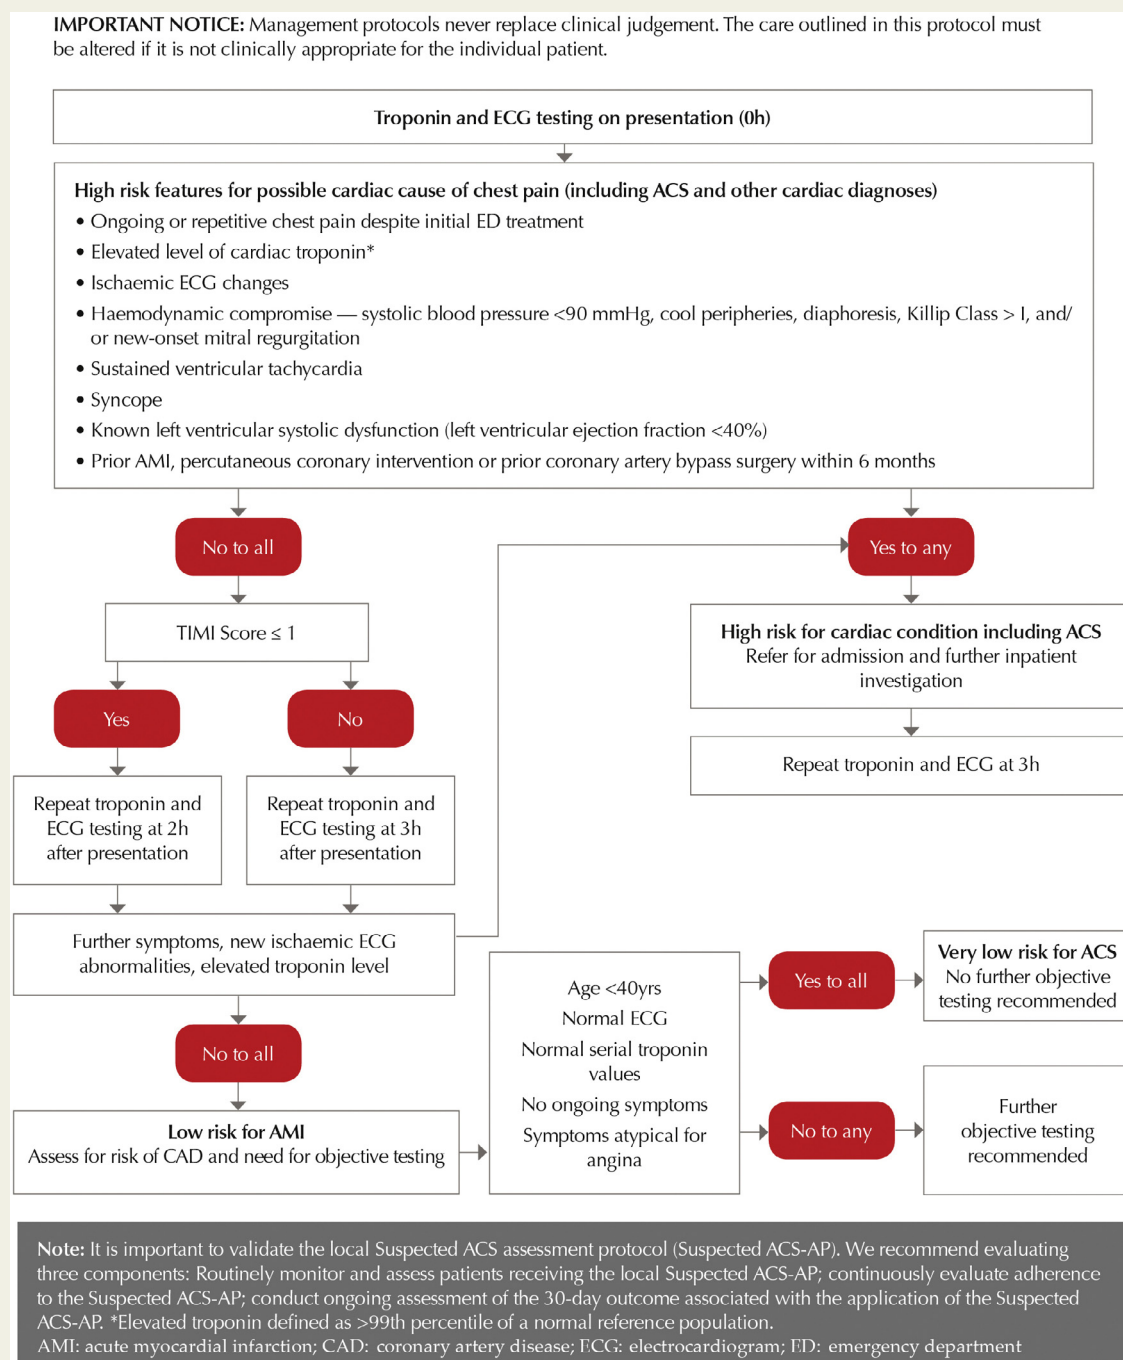 IMPORTANT NOTICE: Management protocols never replace clinical judgement. The care outlined in this protocol must
be altered if it is not clinically appropriate for the individual patient.
Troponin and ECG testing on presentation (0h)
High risk features for possible cardiac cause of chest pain (including ACS and other cardiac diagnoses)
• Ongoing or repetitive chest pain despite initial ED treatment
• Elevated level of cardiac troponin*
• Ischaemic ECG changes
• Haemodynamic compromise — systolic blood pressure <90 mmHg, cool peripheries, diaphoresis, Killip Class > I, and/
or new-onset mitral regurgitation
• Sustained ventricular tachycardia
• Syncope
• Known left ventricular systolic dysfunction (left ventricular ejection fraction <40%)
• Prior AMI, percutaneous coronary intervention or prior coronary artery bypass surgery within 6 months
No to all
Yes to any
TIMI Score ≤ 1
High risk for cardiac condition including ACS
Refer for admission and further inpatient
investigation
Yes
No
Repeat troponin and ECG at 3h
Repeat troponin and
ECG testing at 2h
after presentation
Repeat troponin and
ECG testing at 3h
after presentation
Further symptoms, new ischaemic ECG
abnormalities, elevated troponin level
No to all
Low risk for AMI
Assess for risk of CAD and need for objective testing
Age <40yrs
Normal ECG
Normal serial troponin
values
No ongoing symptoms
Symptoms atypical for
angina
Yes to all
Very low risk for ACS
No further objective
testing recommended
No to any
Further
objective testing
recommended
Note: It is important to validate the local Suspected ACS assessment protocol (Suspected ACS-AP). We recommend evaluating
three components: Routinely monitor and assess patients receiving the local Suspected ACS-AP; continuously evaluate adherence
to the Suspected ACS-AP; conduct ongoing assessment of the 30-day outcome associated with the application of the Suspected
ACS-AP. *Elevated troponin defined as >99th percentile of a normal reference population.
AMI: acute myocardial infarction; CAD: coronary artery disease; ECG: electrocardiogram; ED: emergency department